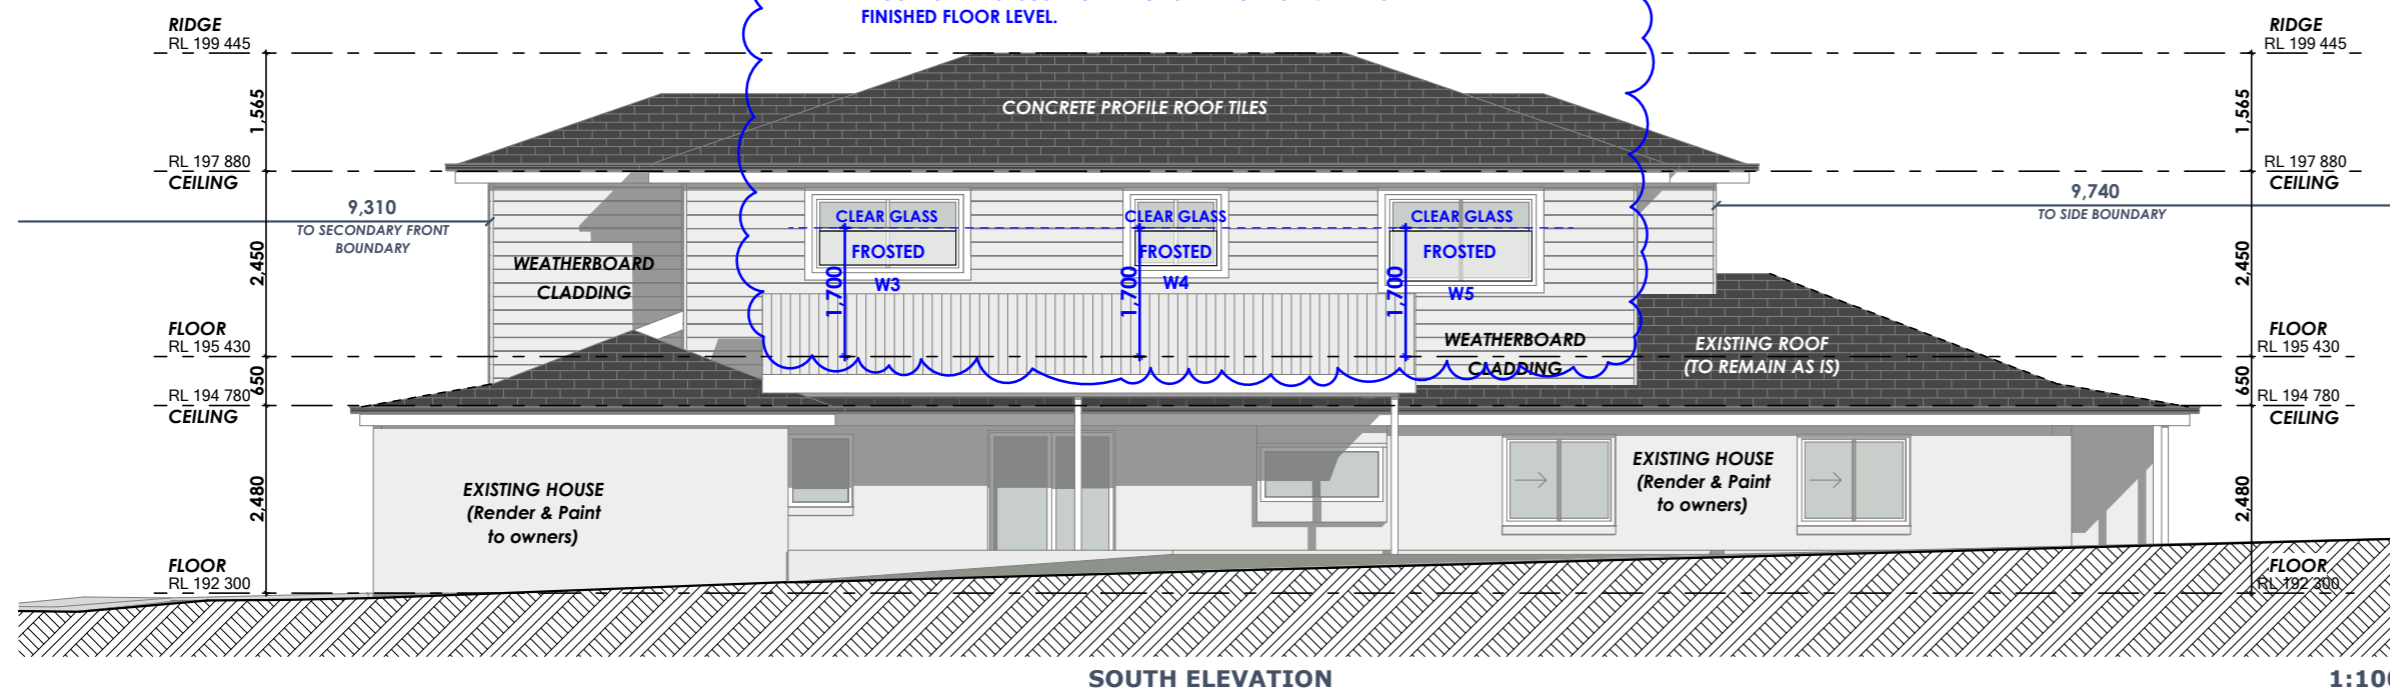 FINISHED FLOOR LEVEL.
RIDGE
RL 199 445
RIDGE
RL 199 445
1,565
CONCRETE PROFILE ROOF TILES
1,565
RL 197 880
CEILING
RL 197 880
CEILING
9,310
TO SECONDARY FRONT
BOUNDARY
9,740
TO SIDE BOUNDARY
CLEAR GLASS
FROSTED
W3
1,700
CLEAR GLASS
FROSTED
W4
1,700
CLEAR GLASS
FROSTED
W5
1,700
2,450
WEATHERBOARD
CLADDING
2,450
FLOOR
RL 195 430
WEATHERBOARD
CLADDING
EXISTING ROOF
(TO REMAIN AS IS)
FLOOR
RL 195 430
650
650
RL 194 780
CEILING
RL 194 780
CEILING
2,480
EXISTING HOUSE
(Render & Paint
to owners)
EXISTING HOUSE
(Render & Paint
to owners)
2,480
FLOOR
RL 192 300
FLOOR
RL 192 300
SOUTH ELEVATION